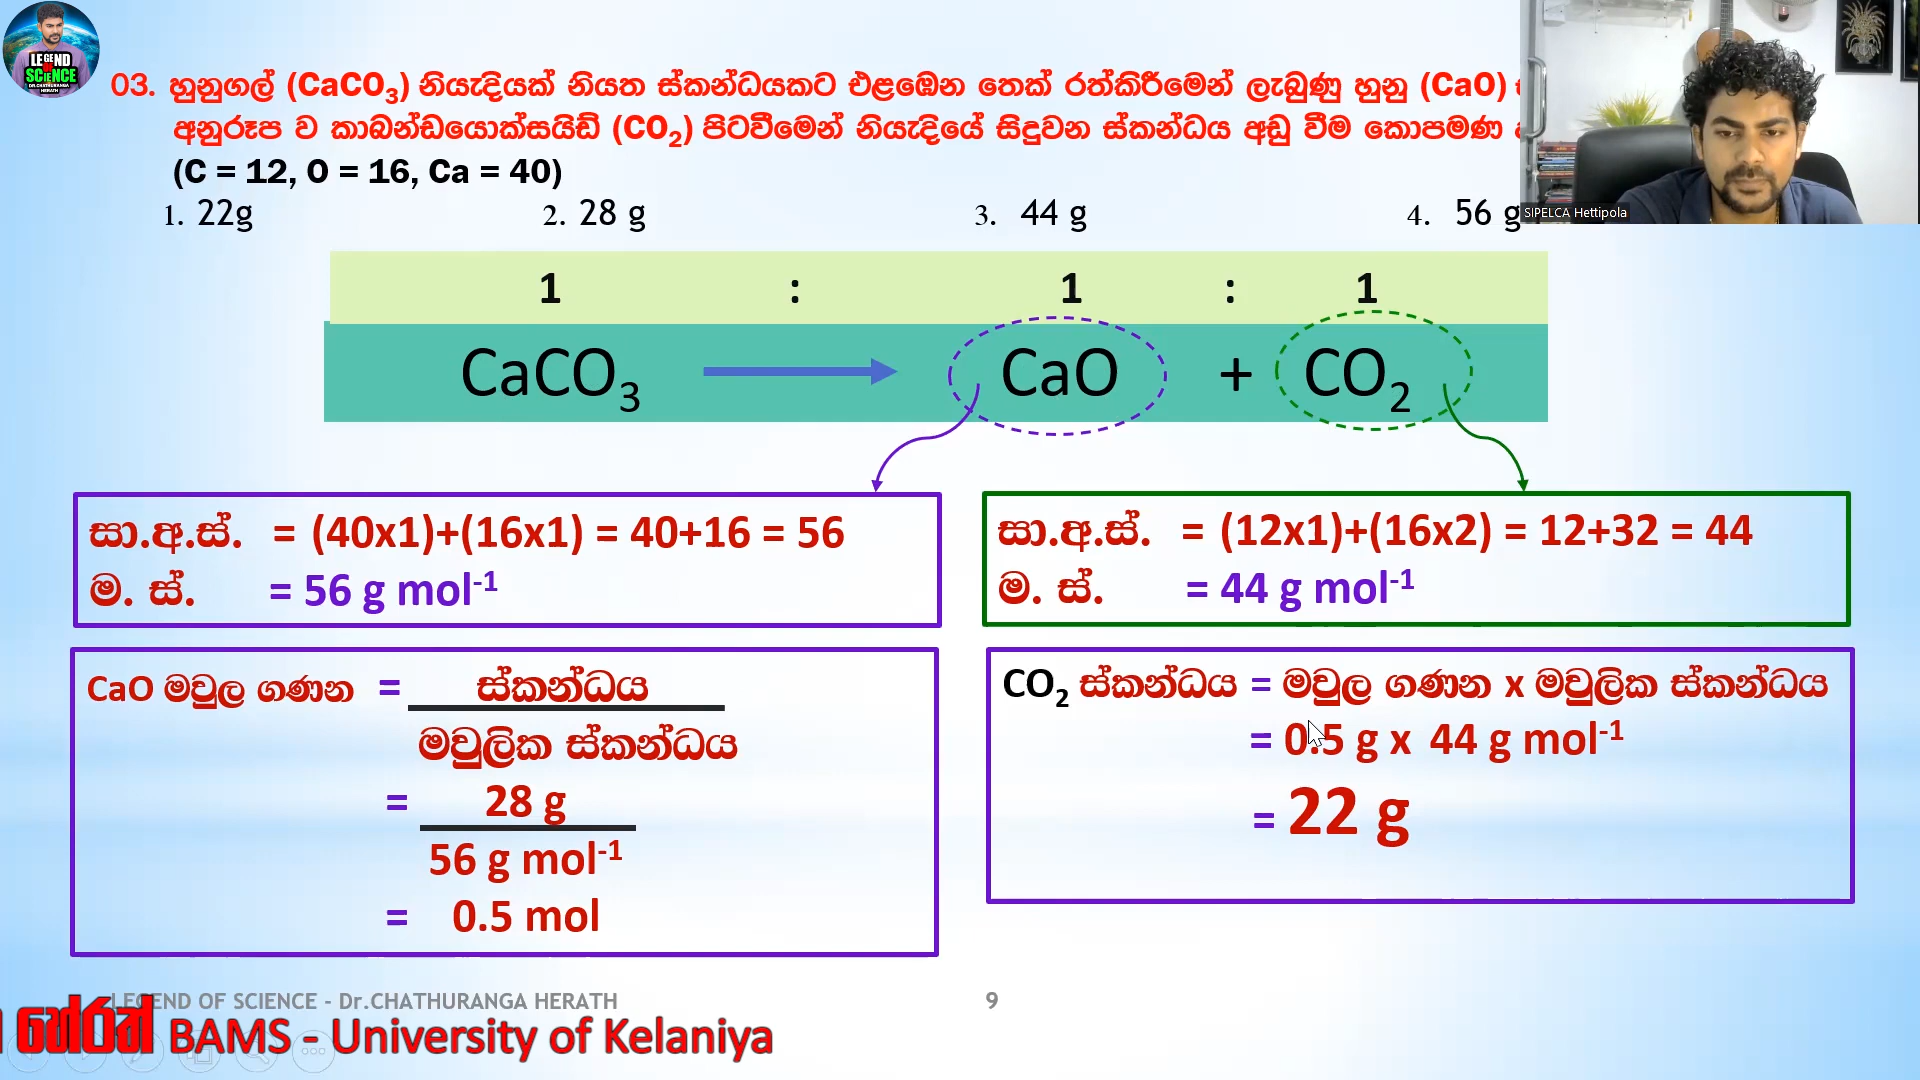 LEGEND
OF
SCIENCE
DR.CHATHURANGA
HERATH
03. හුනුගල් (CaCO₃) නියැදියක් නියත ස්කන්ධයකට එළඹෙන තෙක් රත්කිරීමෙන් ලැබුණු හුනු (CaO)
අනුරූප ව කාබන්ඩයොක්සයිඩ් (CO₂) පිටවීමෙන් නියැදියේ සිදුවන ස්කන්ධය අඩු වීම කොපමණ
(C = 12, O = 16, Ca = 40)
1. 22g 2. 28 g 3. 44 g 4. 56 g
SIPELCA Hettipola
1 : 1 : 1
CaCO₃ → CaO + CO₂
සා.අ.ස්. = (40x1)+(16x1) = 40+16 = 56
ම. ස්. = 56 g mol⁻¹
සා.අ.ස්. = (12x1)+(16x2) = 12+32 = 44
ම. ස්. = 44 g mol⁻¹
CaO මවුල ගණන = ස්කන්ධය
මවුලික ස්කන්ධය
= 28 g
56 g mol⁻¹
= 0.5 mol
CO₂ ස්කන්ධය = මවුල ගණන x මවුලික ස්කන්ධය
= 0.5 g x 44 g mol⁻¹
= 22 g
LEGEND OF SCIENCE - Dr.CHATHURANGA HERATH 9
හේරත් BAMS - University of Kelaniya